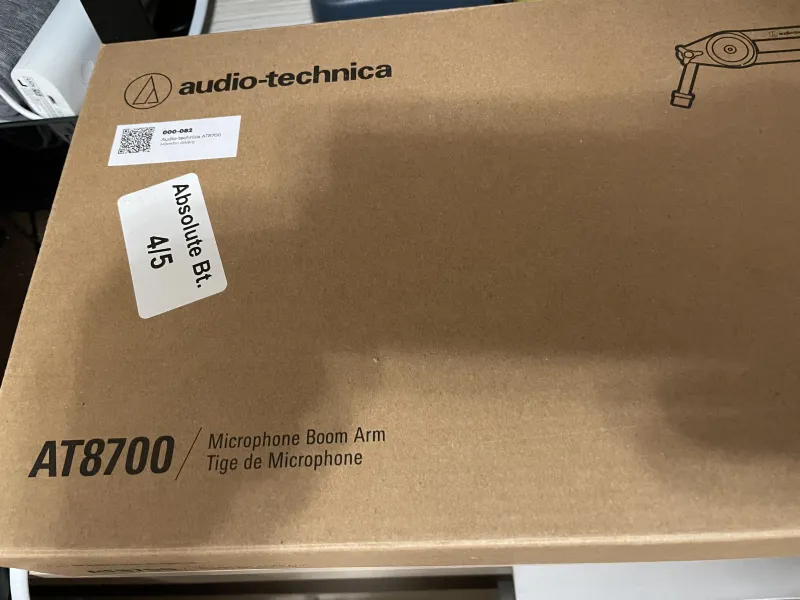 audio-technica
000-082
Audio-technica AT8700
Absolute Bt.
4/5
AT8700
Microphone Boom Arm
Tige de Microphone